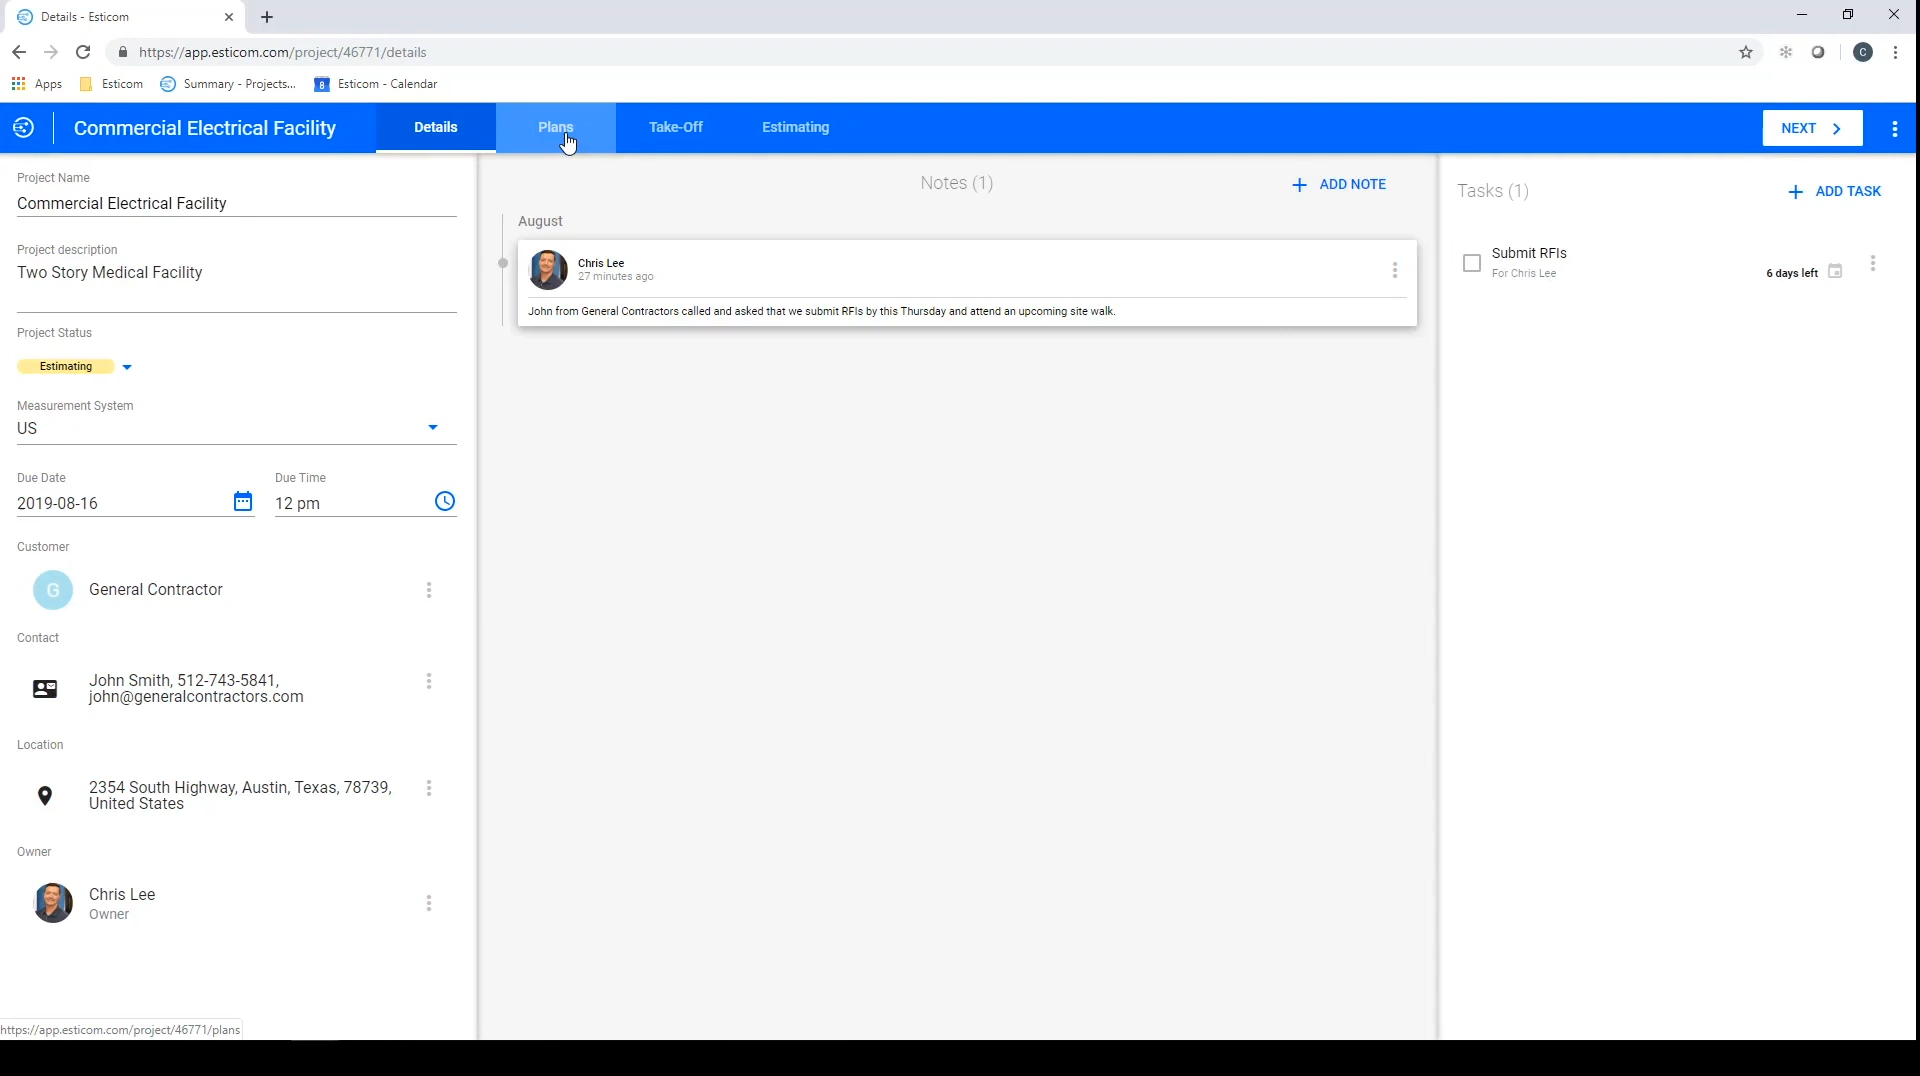 Details - Esticom
https://app.esticom.com/project/46771/details
C
Apps
Esticom
Summary - Projects...
8
Esticom - Calendar
Commercial Electrical Facility
Details
Plans
Take-Off
Estimating
NEXT
Project Name
Commercial Electrical Facility
Project description
Two Story Medical Facility
Project Status
Estimating
Measurement System
US
Due Date
2019-08-16
Due Time
12 pm
Customer
G
General Contractor
Contact
John Smith, 512-743-5841,
john@generalcontractors.com
Location
2354 South Highway, Austin, Texas, 78739,
United States
Owner
Chris Lee
Owner
Notes (1)
ADD NOTE
August
Chris Lee
27 minutes ago
John from General Contractors called and asked that we submit RFIs by this Thursday and attend an upcoming site walk.
Tasks (1)
ADD TASK
Submit RFIs
For Chris Lee
6 days left
https://app.esticom.com/project/46771/plans